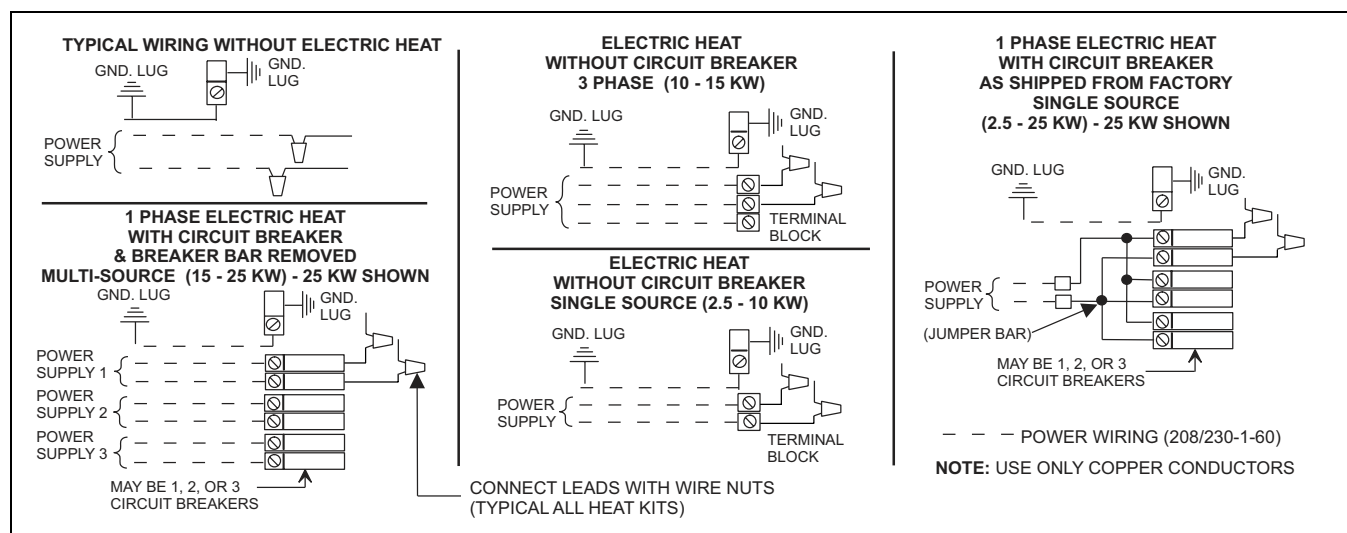 TYPICAL WIRING WITHOUT ELECTRIC HEAT
GND. LUG
GND.
LUG
POWER
SUPPLY
1 PHASE ELECTRIC HEAT
WITH CIRCUIT BREAKER
& BREAKER BAR REMOVED
MULTI-SOURCE (15 - 25 KW) - 25 KW SHOWN
GND. LUG
GND.
LUG
POWER
SUPPLY 1
POWER
SUPPLY 2
POWER
SUPPLY 3
MAY BE 1, 2, OR 3
CIRCUIT BREAKERS
CONNECT LEADS WITH WIRE NUTS
(TYPICAL ALL HEAT KITS)
ELECTRIC HEAT
WITHOUT CIRCUIT BREAKER
3 PHASE (10 - 15 KW)
GND. LUG
GND.
LUG
POWER
SUPPLY
TERMINAL
BLOCK
ELECTRIC HEAT
WITHOUT CIRCUIT BREAKER
SINGLE SOURCE (2.5 - 10 KW)
GND. LUG
GND.
LUG
POWER
SUPPLY
TERMINAL
BLOCK
1 PHASE ELECTRIC HEAT
WITH CIRCUIT BREAKER
AS SHIPPED FROM FACTORY
SINGLE SOURCE
(2.5 - 25 KW) - 25 KW SHOWN
GND. LUG
GND.
LUG
POWER
SUPPLY
(JUMPER BAR)
MAY BE 1, 2, OR 3
CIRCUIT BREAKERS
POWER WIRING (208/230-1-60)
NOTE: USE ONLY COPPER CONDUCTORS